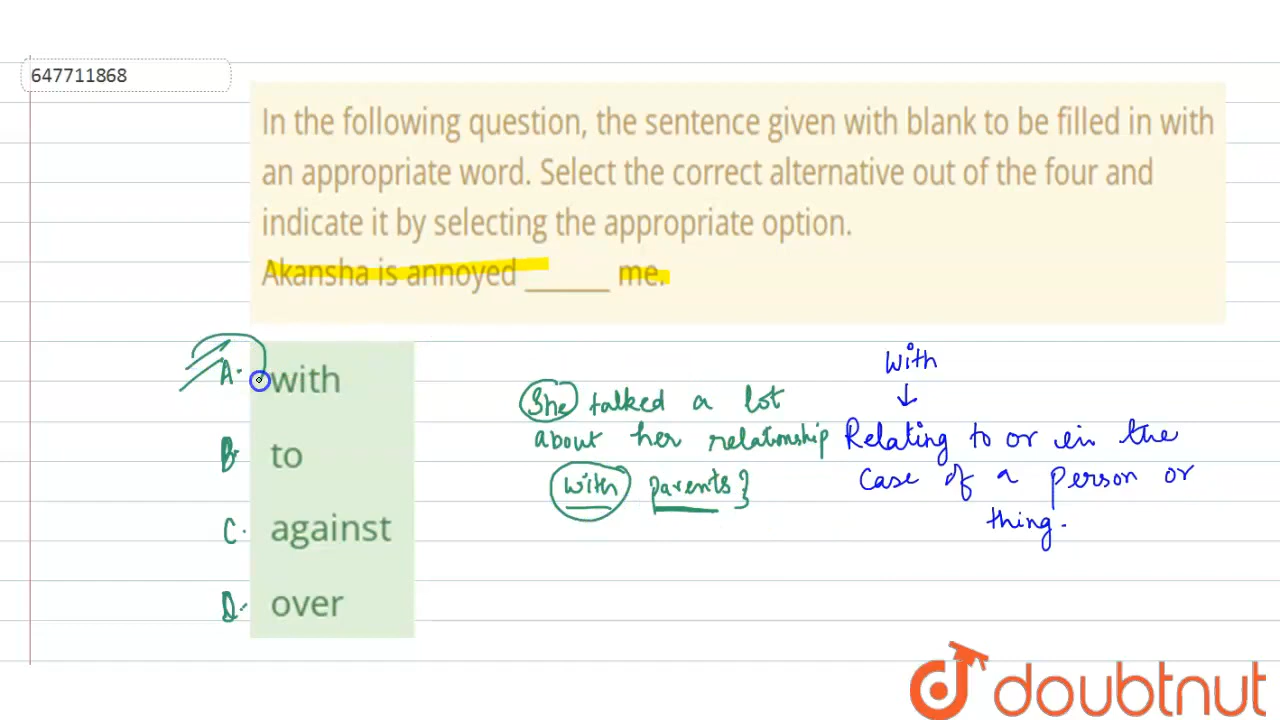 647711868
In the following question, the sentence given with blank to be filled in with
an appropriate word. Select the correct alternative out of the four and
indicate it by selecting the appropriate option.
Akansha is annoyed ______ me.
A. with
B. to
C. against
D. over
She talked a lot
about her relationship
with parents}
With
↓
Relating to or in the
case of a person or
thing.
doubtnut